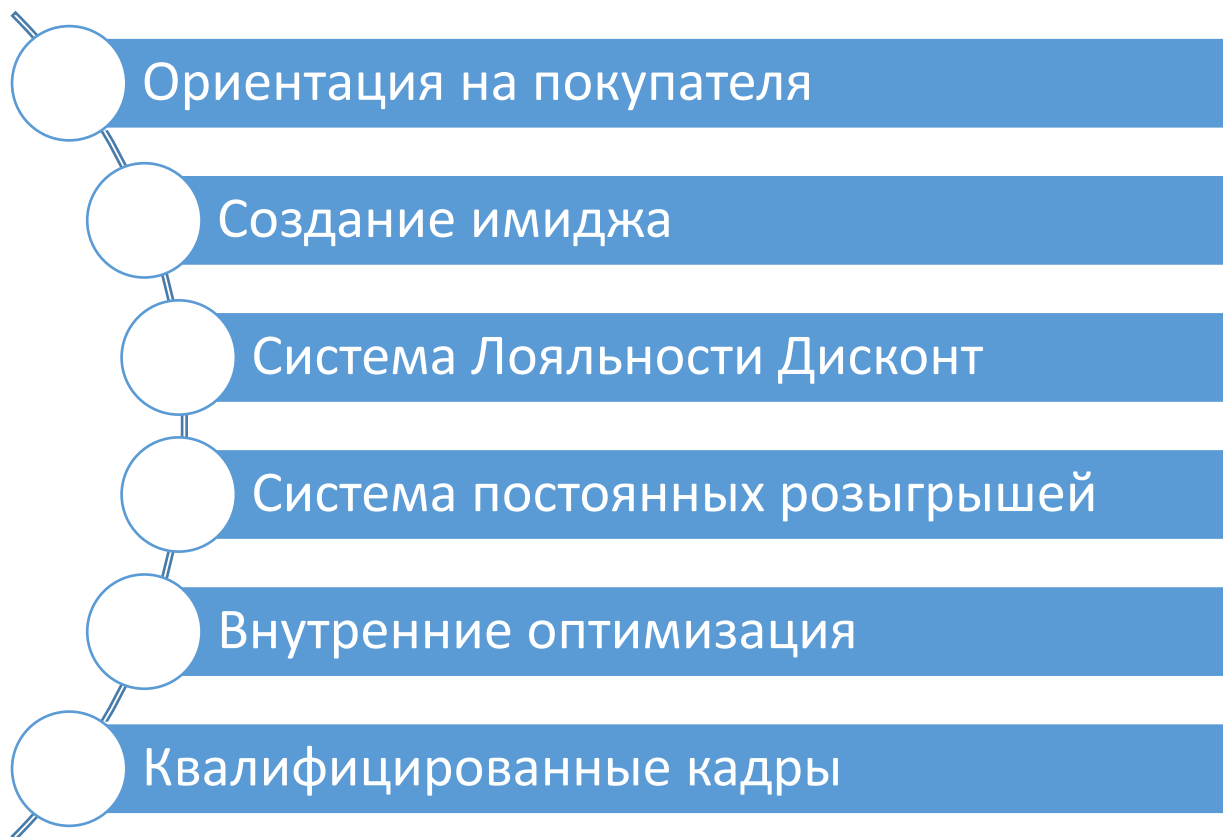 Ориентация на покупателя
Создание имиджа
Система Лояльности Дисконт
Система постоянных розыгрышей
Внутренние оптимизация
Квалифицированные кадры